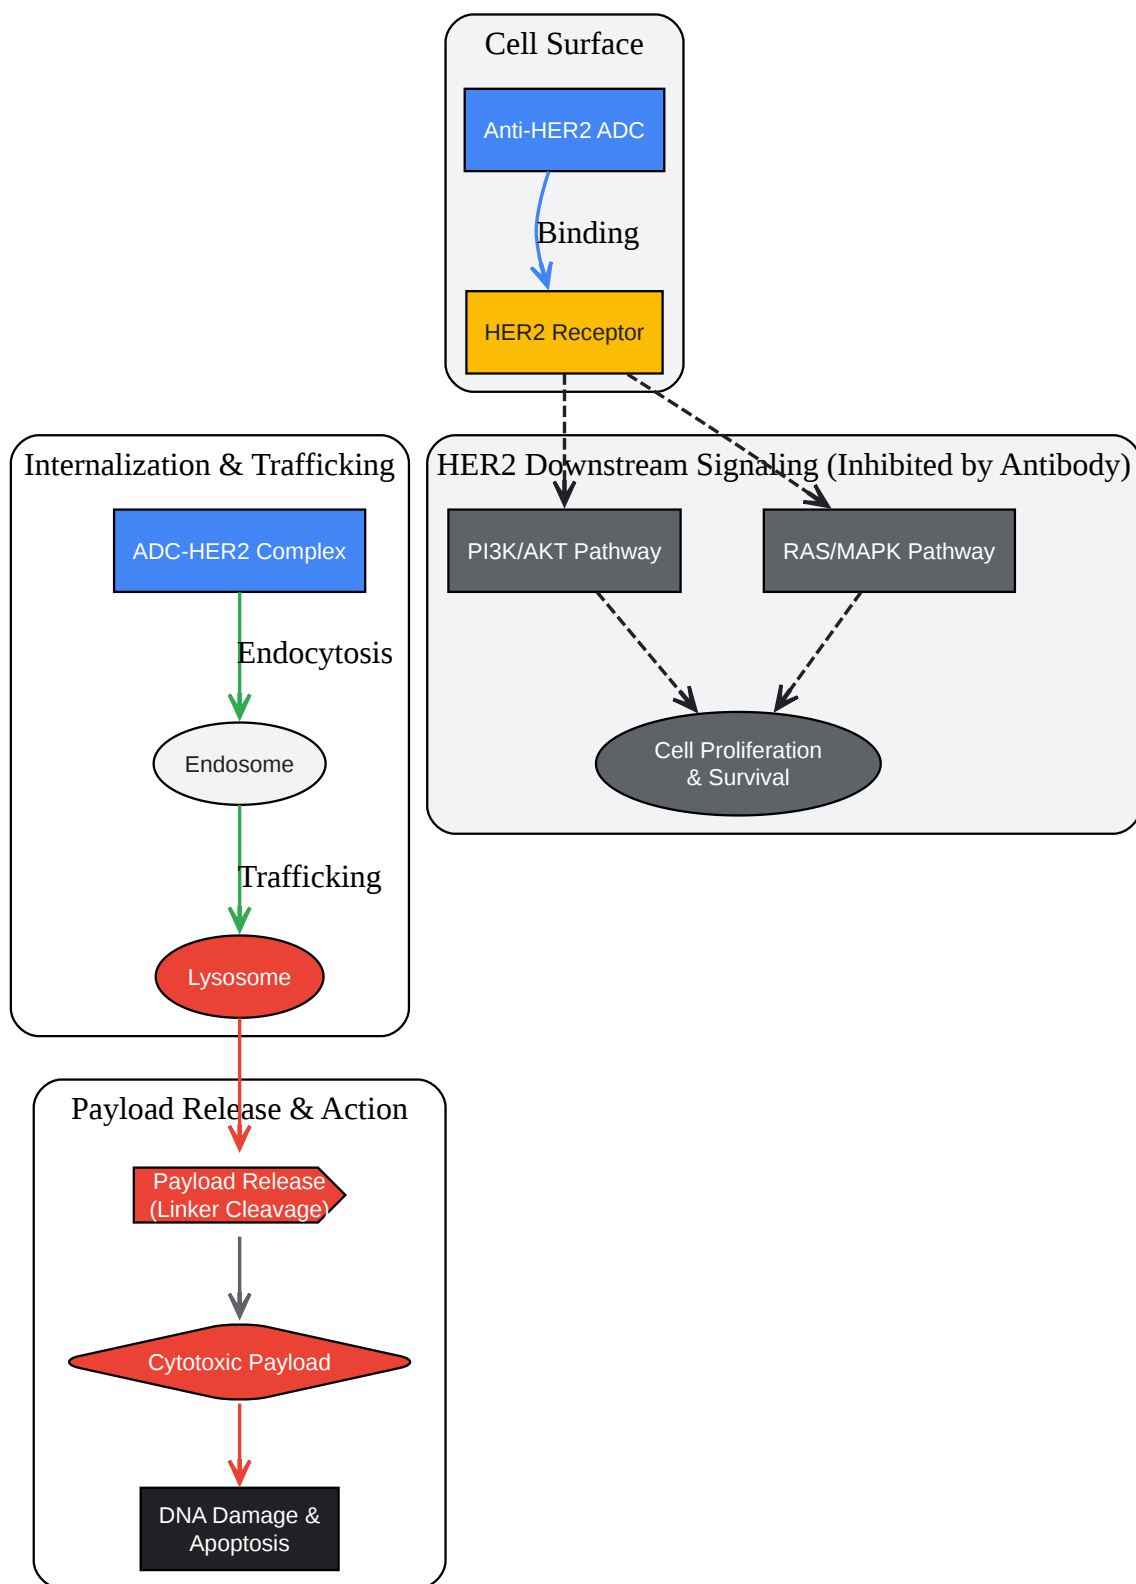 Cell Surface
Anti-HER2 ADC
Binding
HER2 Receptor
Internalization & Trafficking
ADC-HER2 Complex
Endocytosis
Endosome
Trafficking
Lysosome
HER2 Downstream Signaling (Inhibited by Antibody)
PI3K/AKT Pathway
RAS/MAPK Pathway
Cell Proliferation
& Survival
Payload Release & Action
Payload Release
(Linker Cleavage)
Cytotoxic Payload
DNA Damage &
Apoptosis